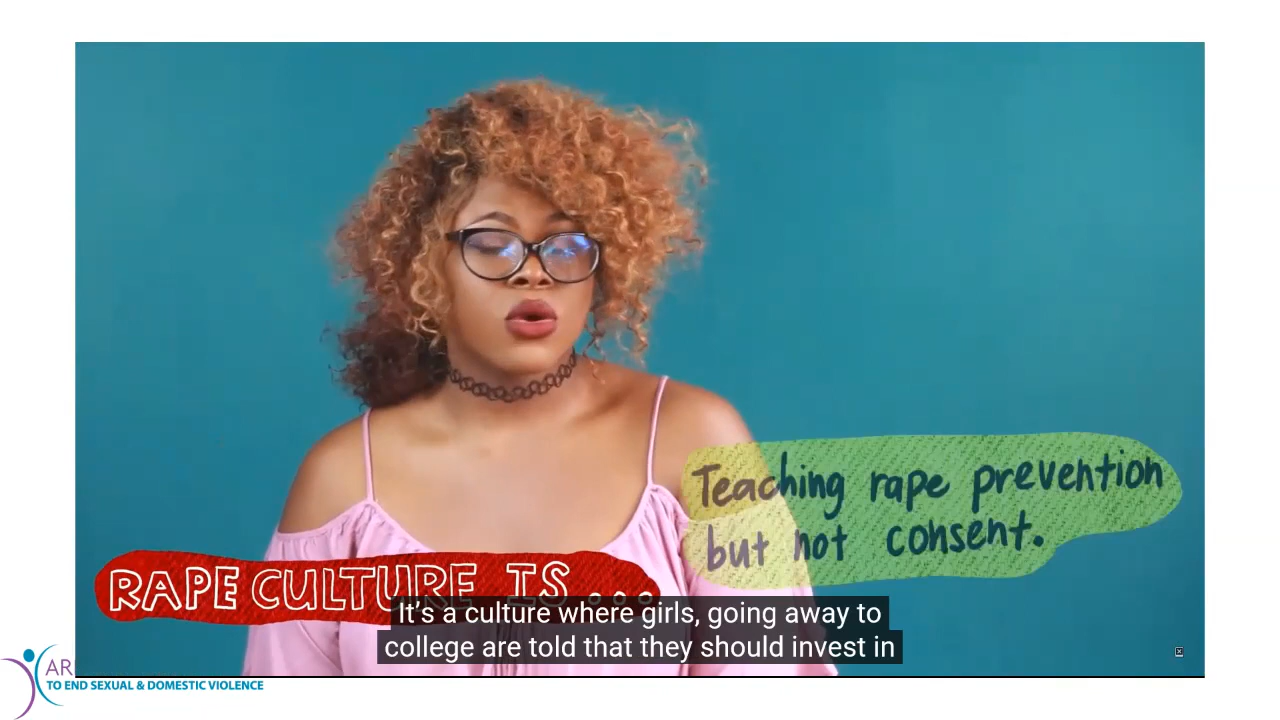 Teaching rape prevention
but not consent.
RAPE CULTURE IS...
It's a culture where girls, going away to
college are told that they should invest in
TO END SEXUAL & DOMESTIC VIOLENCE